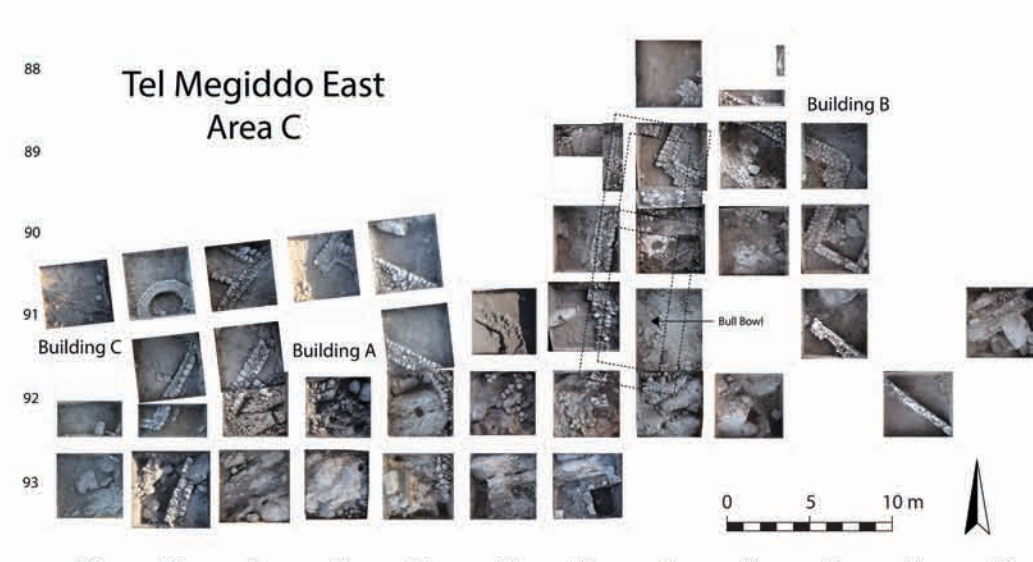 88
Tel Megiddo East
Area C
Building B
89
90
91
Bull Bowl
Building C
Building A
92
93
0 5 10 m